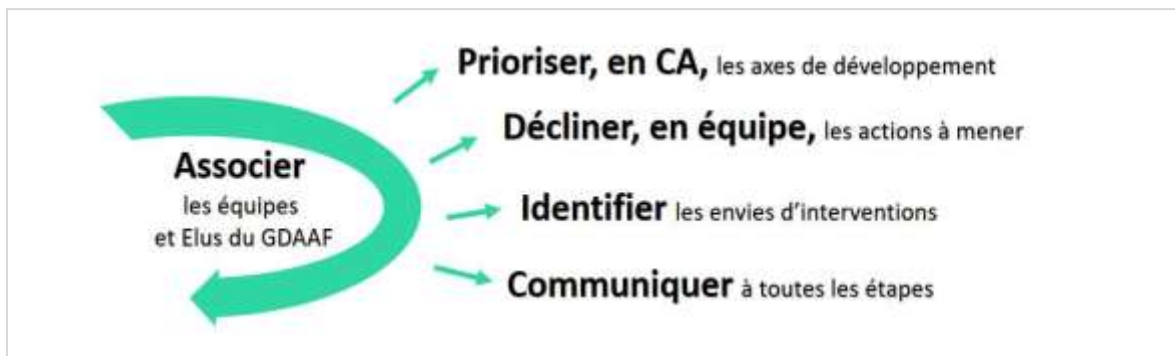 Prioriser, en CA, les axes de développement
Décliner, en équipe, les actions à mener
Associer
les équipes
et Elus du GDAAF
Identifier les envies d'interventions
Communiquer à toutes les étapes